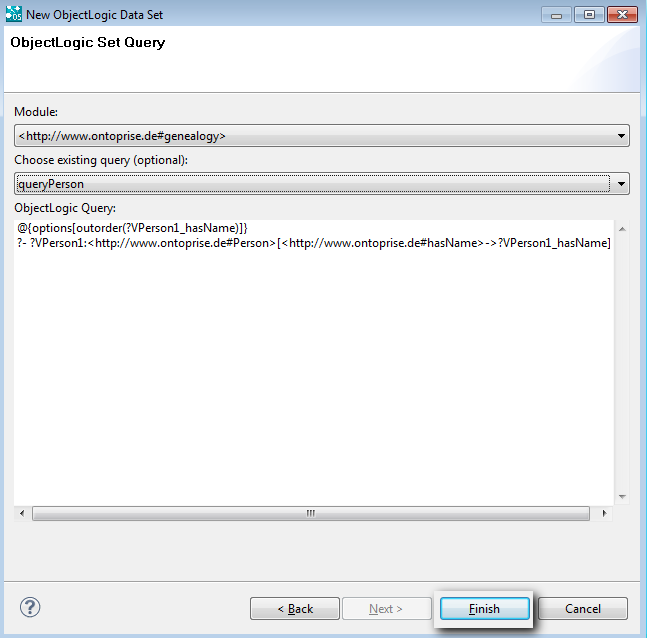 New ObjectLogic Data Set
ObjectLogic Set Query
Module:
<http://www.ontoprise.de#genealogy>
Choose existing query (optional):
queryPerson
ObjectLogic Query:
@{options[outorder(?VPerson1_hasName)]}
?- ?VPerson1:<http://www.ontoprise.de#Person>[<http://www.ontoprise.de#hasName>->?VPerson1_hasName]
< Back
Next >
Finish
Cancel